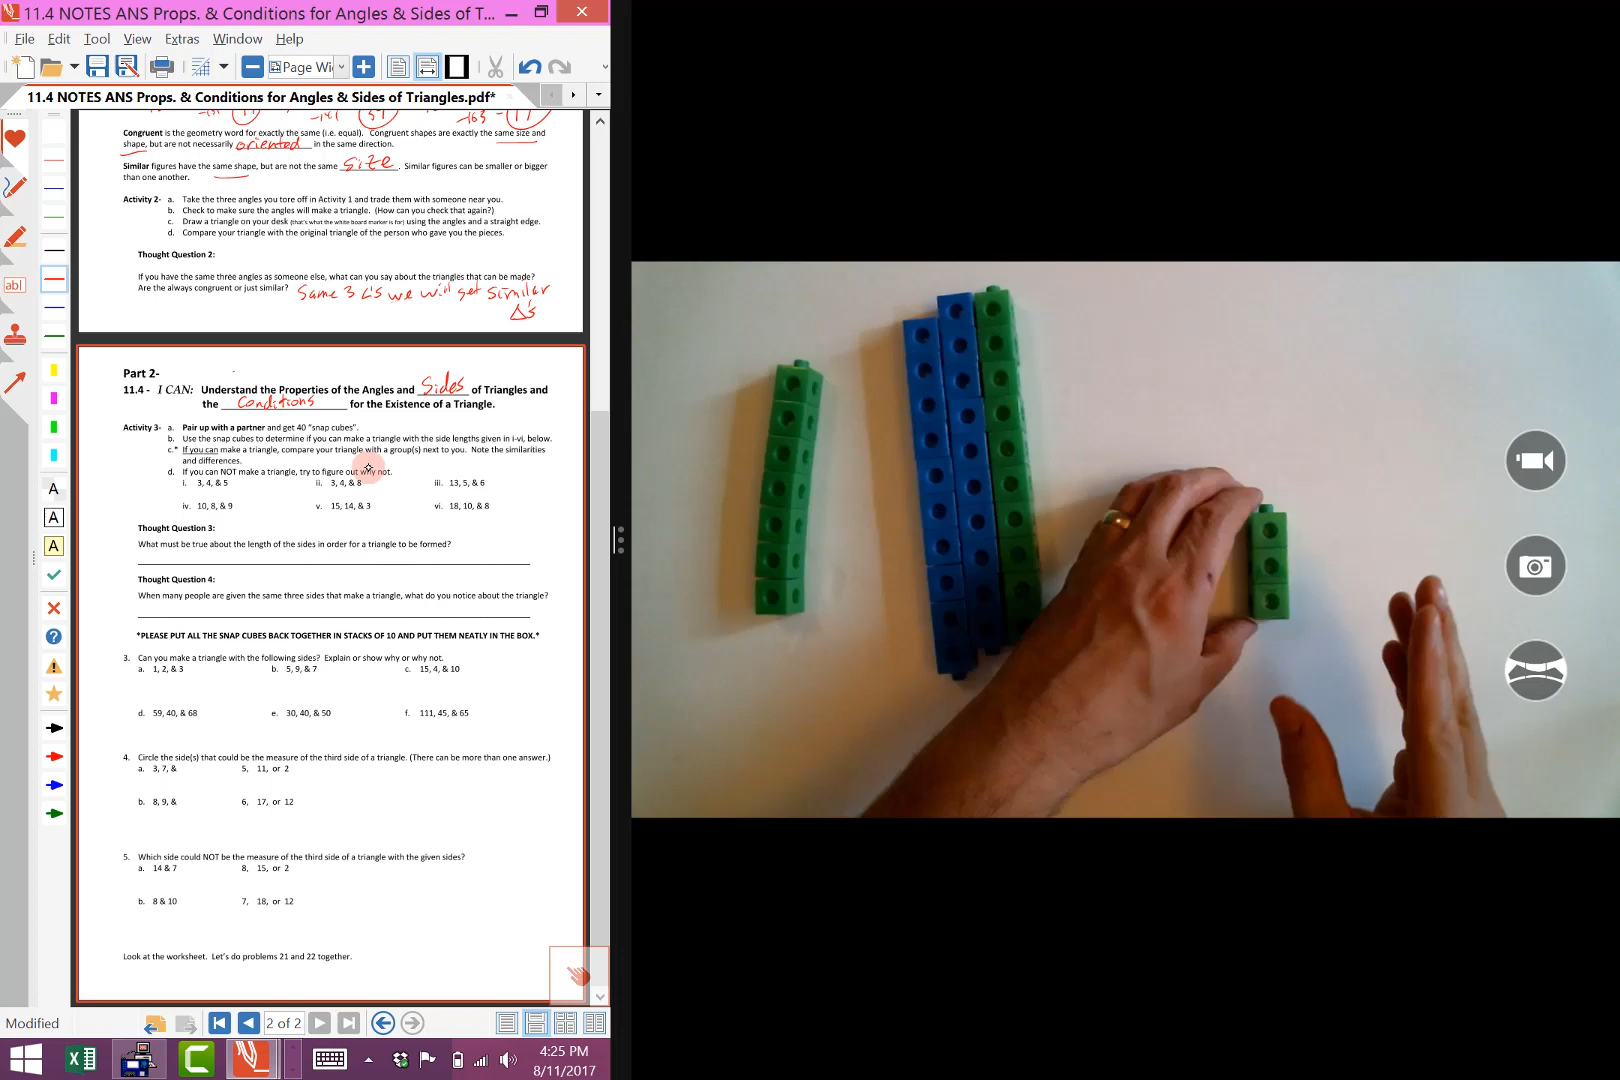 11.4 NOTES ANS Props. & Conditions for Angles & Sides of T...
File Edit Tool View Extras Window Help
Page Wi
11.4 NOTES ANS Props. & Conditions for Angles & Sides of Triangles.pdf*
Congruent is the geometry word for exactly the same (i.e. equal). Congruent shapes are exactly the same size and
shape, but are not necessarily oriented in the same direction.
Similar figures have the same shape, but are not the same size. Similar figures can be smaller or bigger
than one another.
Activity 2- a. Take the three angles you tore off in Activity 1 and trade them with someone near you.
b. Check to make sure the angles will make a triangle. (How can you check that again?)
c. Draw a triangle on your desk (that's what the white board marker is for) using the angles and a straight edge.
d. Compare your triangle with the original triangle of the person who gave you the pieces.
Thought Question 2:
If you have the same three angles as someone else, what can you say about the triangles that can be made?
Are the always congruent or just similar? Same 3 ∠'s we will get similar
Δ's
Part 2-
11.4 - I CAN: Understand the Properties of the Angles and Sides of Triangles and
the Conditions for the Existence of a Triangle.
Activity 3- a. Pair up with a partner and get 40 "snap cubes".
b. Use the snap cubes to determine if you can make a triangle with the side lengths given in i-vi, below.
c.* If you can make a triangle, compare your triangle with a group(s) next to you. Note the similarities
and differences.
d. If you can NOT make a triangle, try to figure out why not.
i. 3, 4, & 5 ii. 3, 4, & 8 iii. 13, 5, & 6
iv. 10, 8, & 9 v. 15, 14, & 3 vi. 18, 10, & 8
Thought Question 3:
What must be true about the length of the sides in order for a triangle to be formed?
Thought Question 4:
When many people are given the same three sides that make a triangle, what do you notice about the triangle?
*PLEASE PUT ALL THE SNAP CUBES BACK TOGETHER IN STACKS OF 10 AND PUT THEM NEATLY IN THE BOX.*
3. Can you make a triangle with the following sides? Explain or show why or why not.
a. 1, 2, & 3 b. 5, 9, & 7 c. 15, 4, & 10
d. 59, 40, & 68 e. 30, 40, & 50 f. 111, 45, & 65
4. Circle the side(s) that could be the measure of the third side of a triangle. (There can be more than one answer.)
a. 3, 7, & 5, 11, or 2
b. 8, 9, & 6, 17, or 12
5. Which side could NOT be the measure of the third side of a triangle with the given sides?
a. 14 & 7 8, 15, or 2
b. 8 & 10 7, 18, or 12
Look at the worksheet. Let's do problems 21 and 22 together.
abl
A
A
A
Modified 2 of 2
4:25 PM
8/11/2017